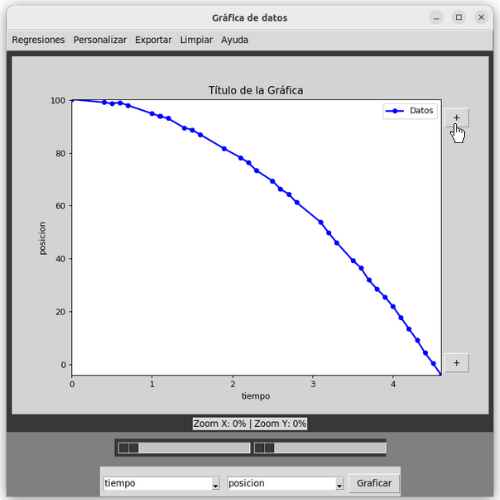 Gráfica de datos
Regresiones Personalizar Exportar Limpiar Ayuda
Título de la Gráfica
Datos
+
100
80
60
40
20
0
posicion
+
0 1 2 3 4
tiempo
Zoom X: 0% | Zoom Y: 0%
tiempo posicion Graficar